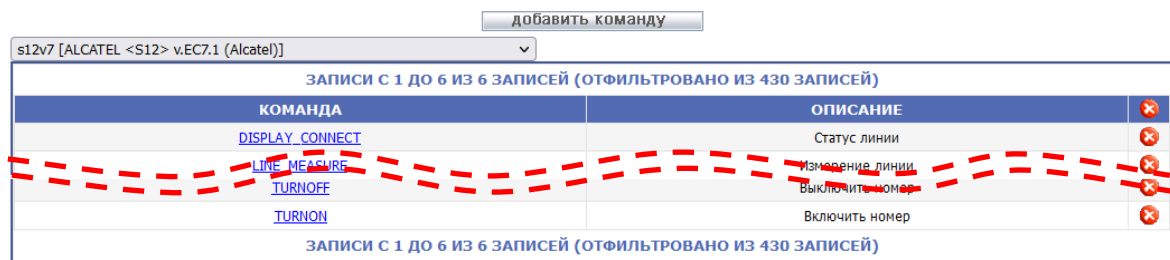 добавить команду
s12v7 [ALCATEL <S12> v.EC7.1 (Alcatel)]
ЗАПИСИ С 1 ДО 6 ИЗ 6 ЗАПИСЕЙ (ОТФИЛЬТРОВАНО ИЗ 430 ЗАПИСЕЙ)
КОМАНДА ОПИСАНИЕ
DISPLAY_CONNECT Статус линии
LINE_MEASURE Измерение линии
TURNOFF Выключить номер
TURNON Включить номер
ЗАПИСИ С 1 ДО 6 ИЗ 6 ЗАПИСЕЙ (ОТФИЛЬТРОВАНО ИЗ 430 ЗАПИСЕЙ)